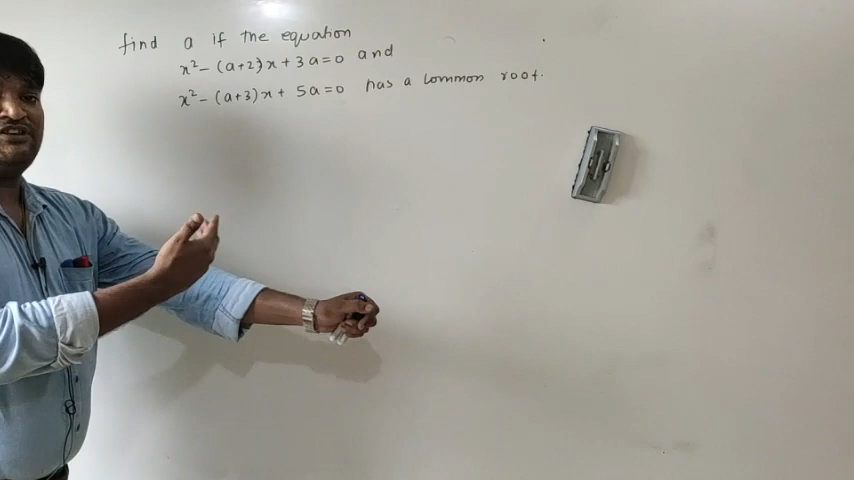 find a if the equation
x² - (a+2)x + 3a=0 and
x² - (a+3)x + 5a=0 has a common root.